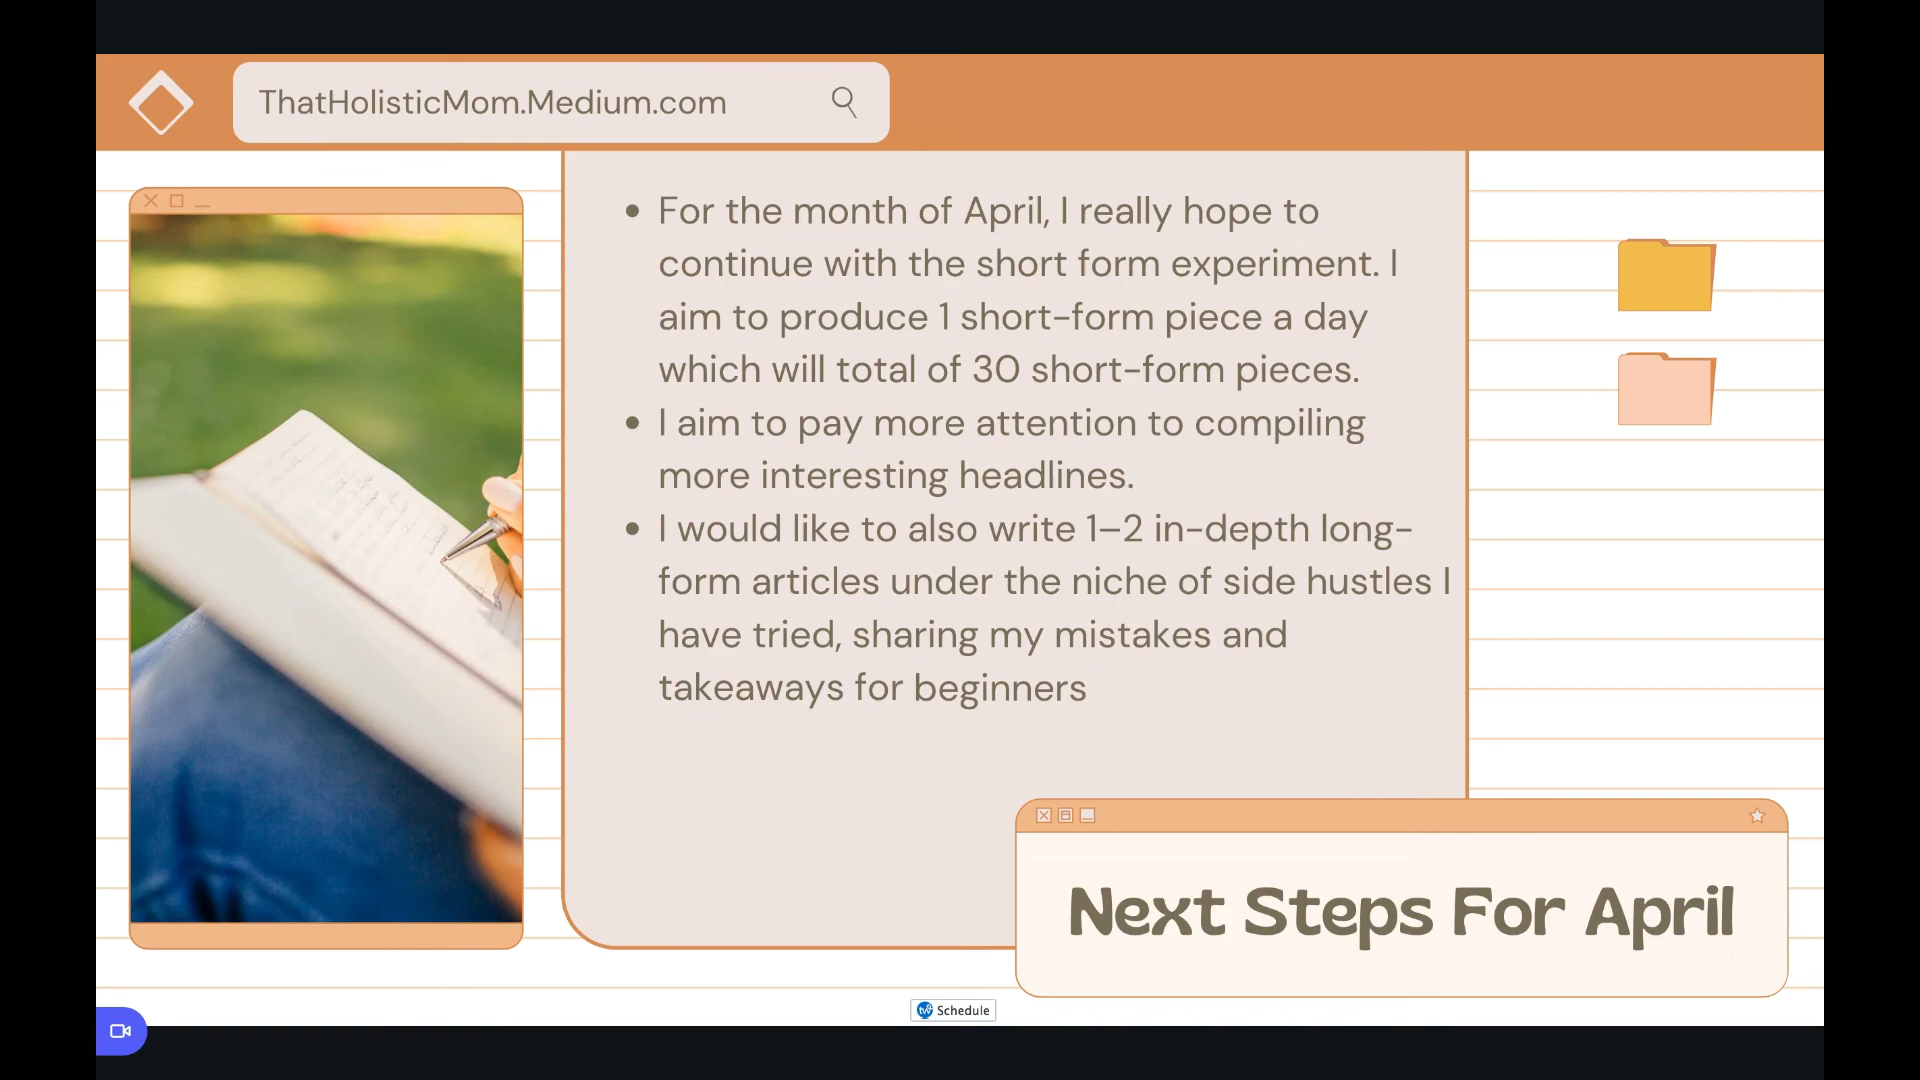 ThatHolisticMom.Medium.com
• For the month of April, I really hope to
continue with the short form experiment. I
aim to produce 1 short-form piece a day
which will total of 30 short-form pieces.
• I aim to pay more attention to compiling
more interesting headlines.
• I would like to also write 1–2 in-depth long-
form articles under the niche of side hustles I
have tried, sharing my mistakes and
takeaways for beginners
Next Steps For April
Schedule